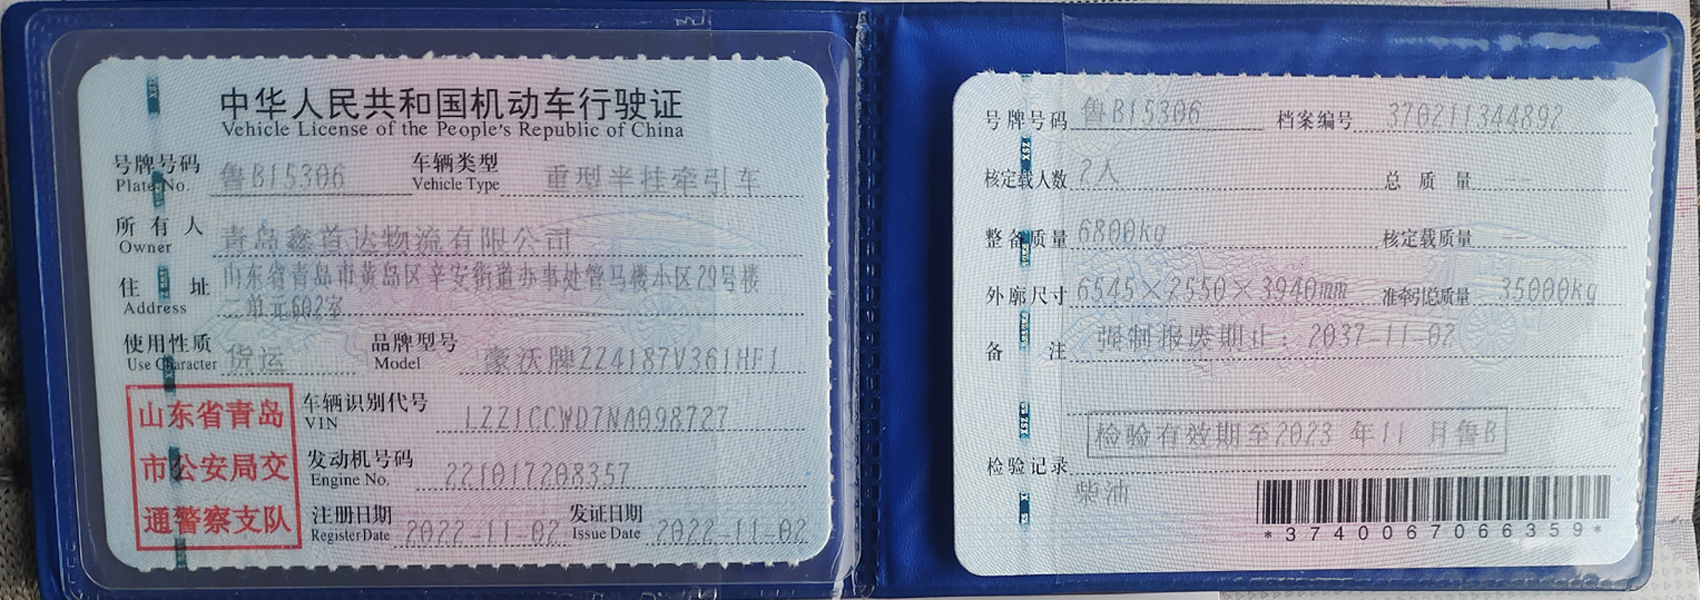 中华人民共和国机动车行驶证
Vehicle License of the People's Republic of China
号牌号码 鲁B15306 车辆类型 重型半挂牵引车
Plate No. Vehicle Type
所有人 青岛鑫首达物流有限公司
Owner
住址 山东省青岛市黄岛区辛安街道办事处管马楼小区29号楼
Address 二单元602室
使用性质 货运 品牌型号 豪沃牌ZZ4187V361HF1
Use Character Model
山东省青岛
市公安局交
通警察支队
车辆识别代号 LZZ1CCWD7NA098727
VIN
发动机号码 221017208357
Engine No.
注册日期 2022-11-02 发证日期 2022-11-02
Register Date Issue Date
号牌号码 鲁B15306 档案编号 370211344892
核定载人数 2人 总质量 --
整备质量 6800kg 核定载质量 --
外廓尺寸 6545×2550×3940mm 准牵引总质量 35000kg
备注 强制报废期止：2037-11-02
检验有效期至2023 年11 月鲁B
检验记录
柴油
*3740067066359*